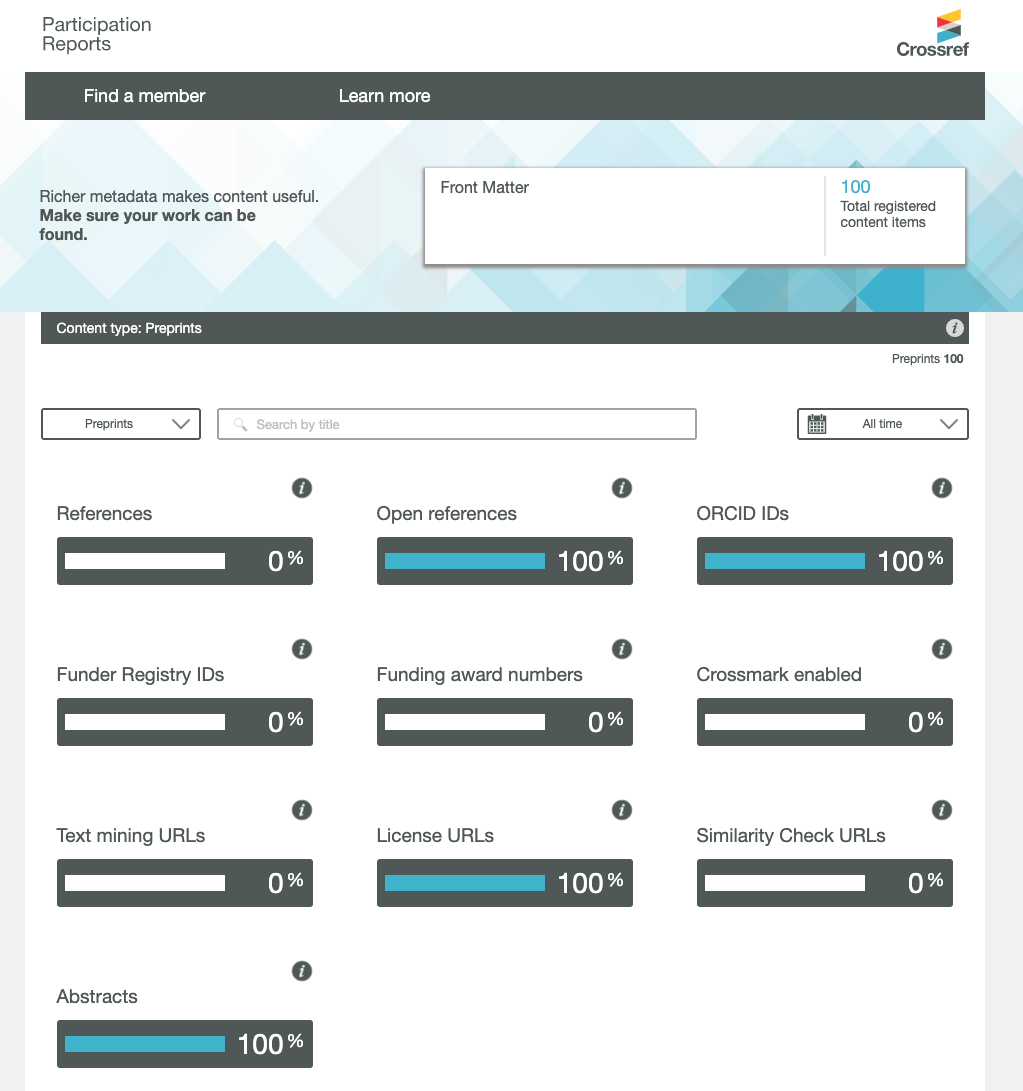 Participation
Reports
Crossref
Find a member
Learn more
Richer metadata makes content useful.
Make sure your work can be
found.
Front Matter
100
Total registered
content items
Content type: Preprints
i
Preprints 100
Preprints
Search by title
All time
i
References
0 %
i
Open references
100 %
i
ORCID IDs
100 %
i
Funder Registry IDs
0 %
i
Funding award numbers
0 %
i
Crossmark enabled
0 %
i
Text mining URLs
0 %
i
License URLs
100 %
i
Similarity Check URLs
0 %
i
Abstracts
100 %